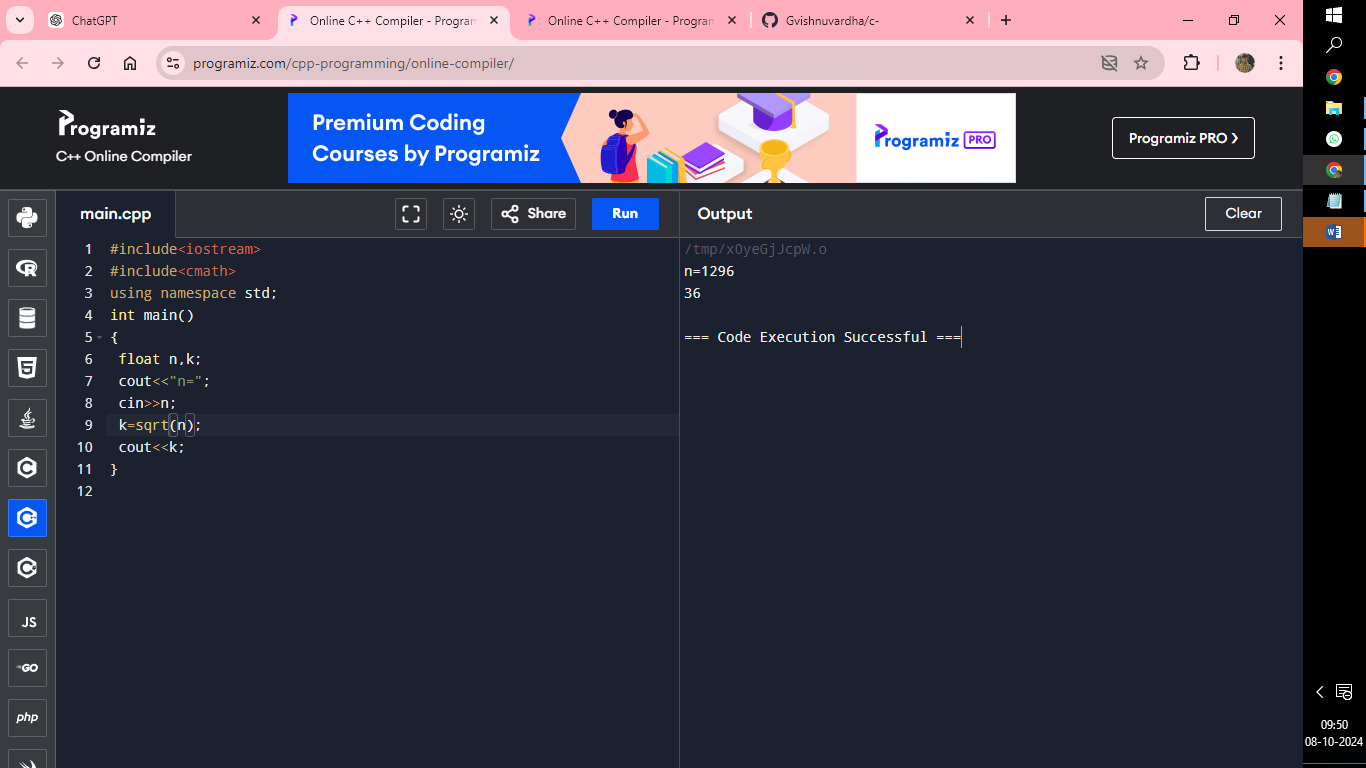 ChatGPT
Online C++ Compiler - Program
Online C++ Compiler - Program
Gvishnuvardha/c-
programiz.com/cpp-programming/online-compiler/
Programiz
C++ Online Compiler
Premium Coding
Courses by Programiz
Programiz PRO
Programiz PRO ❯
main.cpp
Share
Run
Output
Clear
1 #include<iostream>
2 #include<cmath>
3 using namespace std;
4 int main()
5 {
6 float n,k;
7 cout<<"n=";
8 cin>>n;
9 k=sqrt(n);
10 cout<<k;
11 }
12
/tmp/xOyeGjJcpW.o
n=1296
36
=== Code Execution Successful ===
JS
GO
php
09:50
08-10-2024